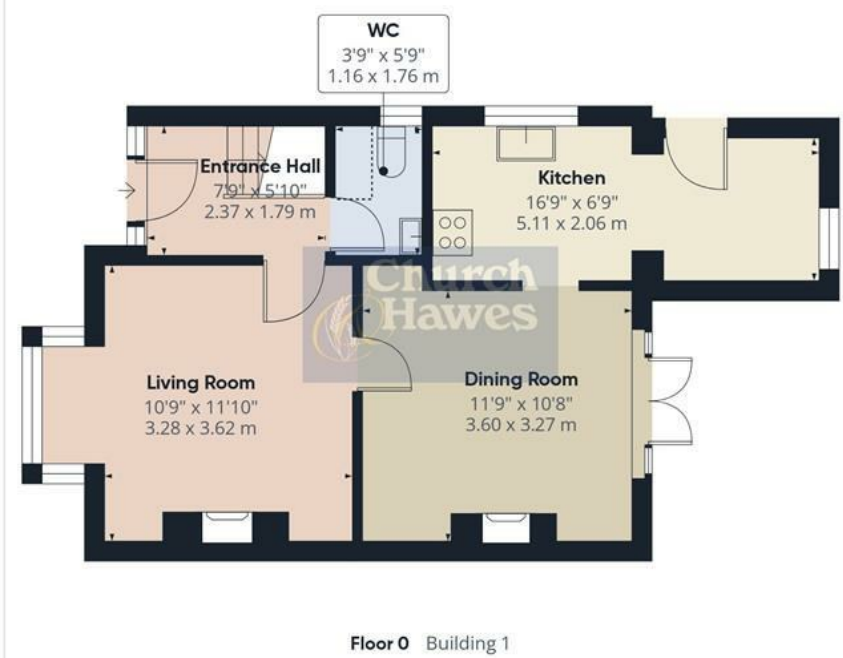 WC
3'9" x 5'9"
1.16 x 1.76 m
Entrance Hall
7'9" x 5'10"
2.37 x 1.79 m
Kitchen
16'9" x 6'9"
5.11 x 2.06 m
Church
Hawes
Living Room
10'9" x 11'10"
3.28 x 3.62 m
Dining Room
11'9" x 10'8"
3.60 x 3.27 m
Floor 0 Building 1